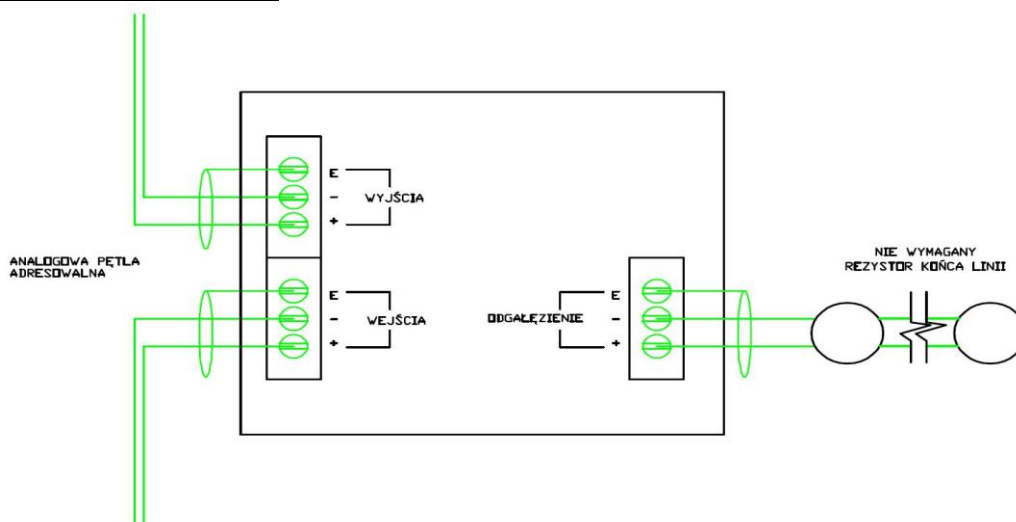 E
-
+
WYJŚCIA
ANALOGOWA PĘTLA
ADRESOWALNA
E
-
+
WEJŚCIA
ODGAŁĘZIENIE
E
-
+
NIE WYMAGANY
REZYSTOR KOŃCA LINII